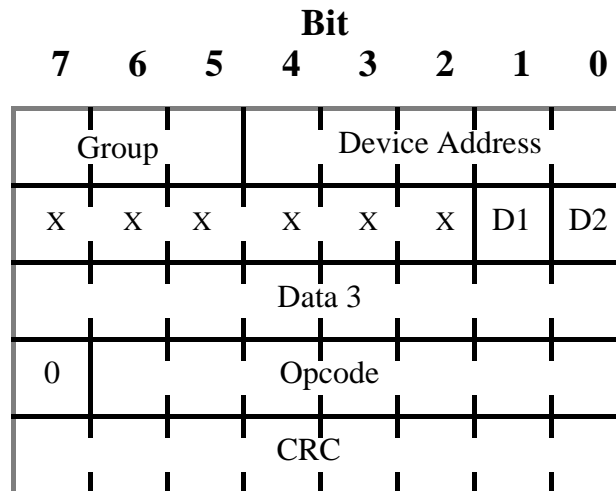 Bit
7 6 5 4 3 2 1 0
Group Device Address
X X X X X X D1 D2
Data 3
0 Opcode
CRC